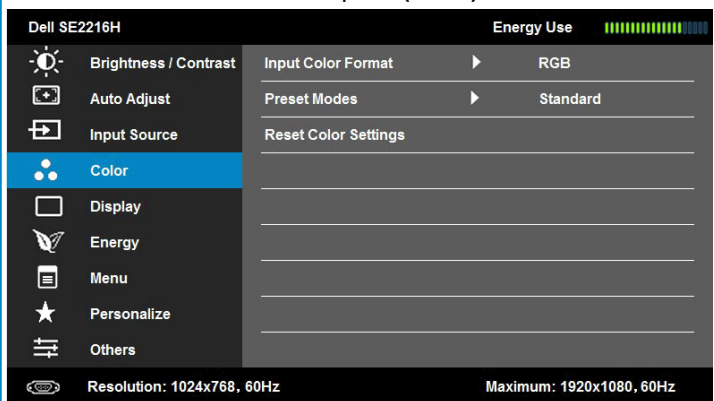 Dell SE2216H Energy Use
Brightness / Contrast Input Color Format RGB
Auto Adjust Preset Modes Standard
Input Source Reset Color Settings
Color
Display
Energy
Menu
Personalize
Others
Resolution: 1024x768, 60Hz Maximum: 1920x1080, 60Hz